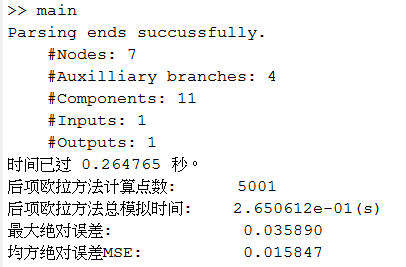 >> main
Parsing ends succussfully.
#Nodes: 7
#Auxilliary branches: 4
#Components: 11
#Inputs: 1
#Outputs: 1
时间已过 0.264765 秒。
后项欧拉方法计算点数: 5001
后项欧拉方法总模拟时间: 2.650612e-01(s)
最大绝对误差: 0.035890
均方绝对误差MSE: 0.015847